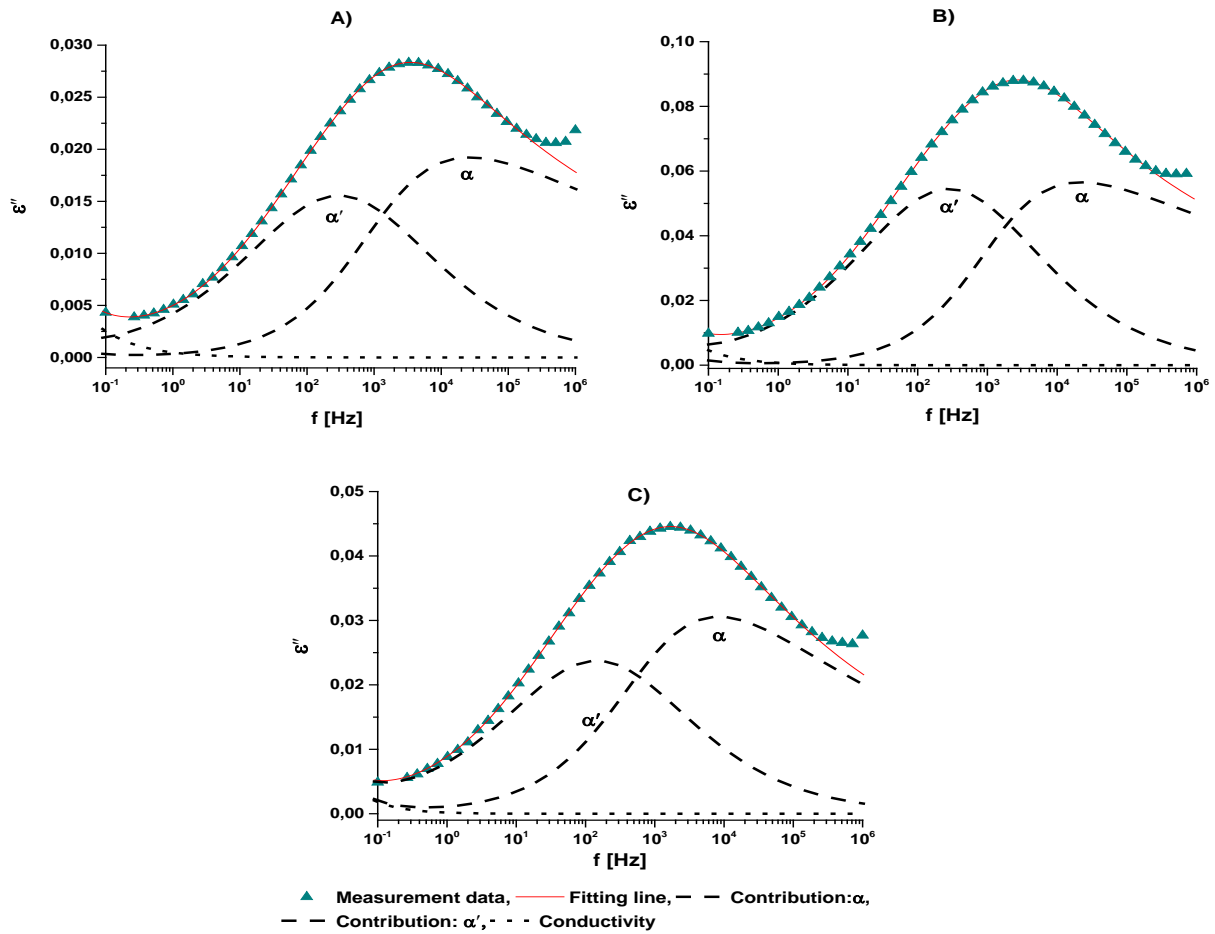 A)
0,030
0,025
0,020
0,015
0,010
0,005
0,000
ε''
α'
α
10⁻¹ 10⁰ 10¹ 10² 10³ 10⁴ 10⁵ 10⁶
f [Hz]
B)
0,10
0,08
0,06
0,04
0,02
0,00
ε''
α'
α
10⁻¹ 10⁰ 10¹ 10² 10³ 10⁴ 10⁵ 10⁶
f [Hz]
C)
0,05
0,04
0,03
0,02
0,01
0,00
ε''
α
α'
10⁻¹ 10⁰ 10¹ 10² 10³ 10⁴ 10⁵ 10⁶
f [Hz]
Measurement data, Fitting line, Contribution:α,
Contribution: α', Conductivity